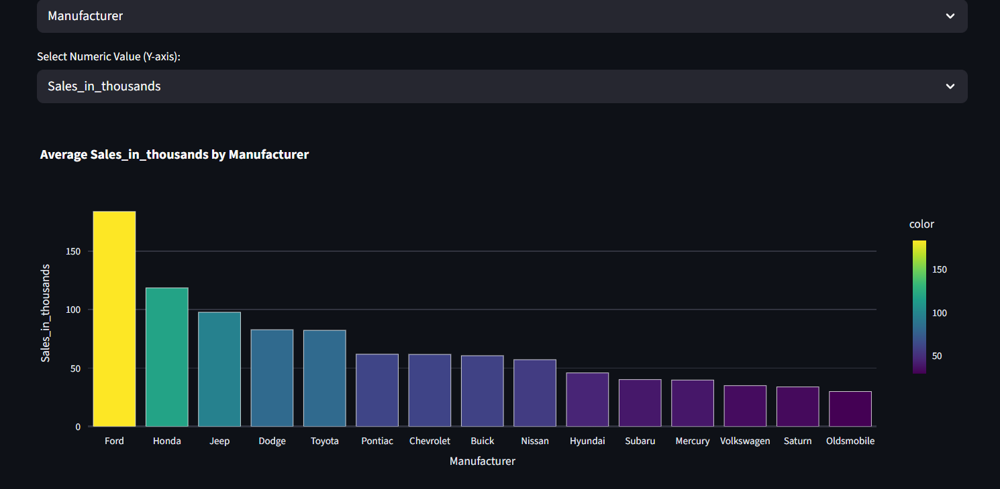 Manufacturer
Select Numeric Value (Y-axis):
Sales_in_thousands
Average Sales_in_thousands by Manufacturer
color
150
100
50
0
Sales_in_thousands
150
100
50
Ford Honda Jeep Dodge Toyota Pontiac Chevrolet Buick Nissan Hyundai Subaru Mercury Volkswagen Saturn Oldsmobile
Manufacturer